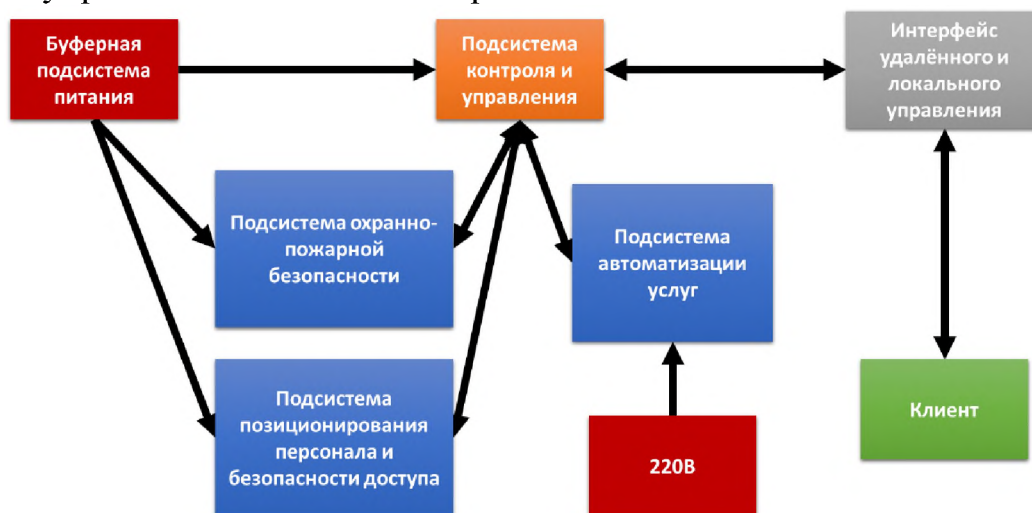 Буферная
подсистема
питания
Подсистема
контроля и
управления
Интерфейс
удалённого и
локального
управления
Подсистема охранно-
пожарной
безопасности
Подсистема
автоматизации
услуг
Подсистема
позиционирования
персонала и
безопасности доступа
220В
Клиент